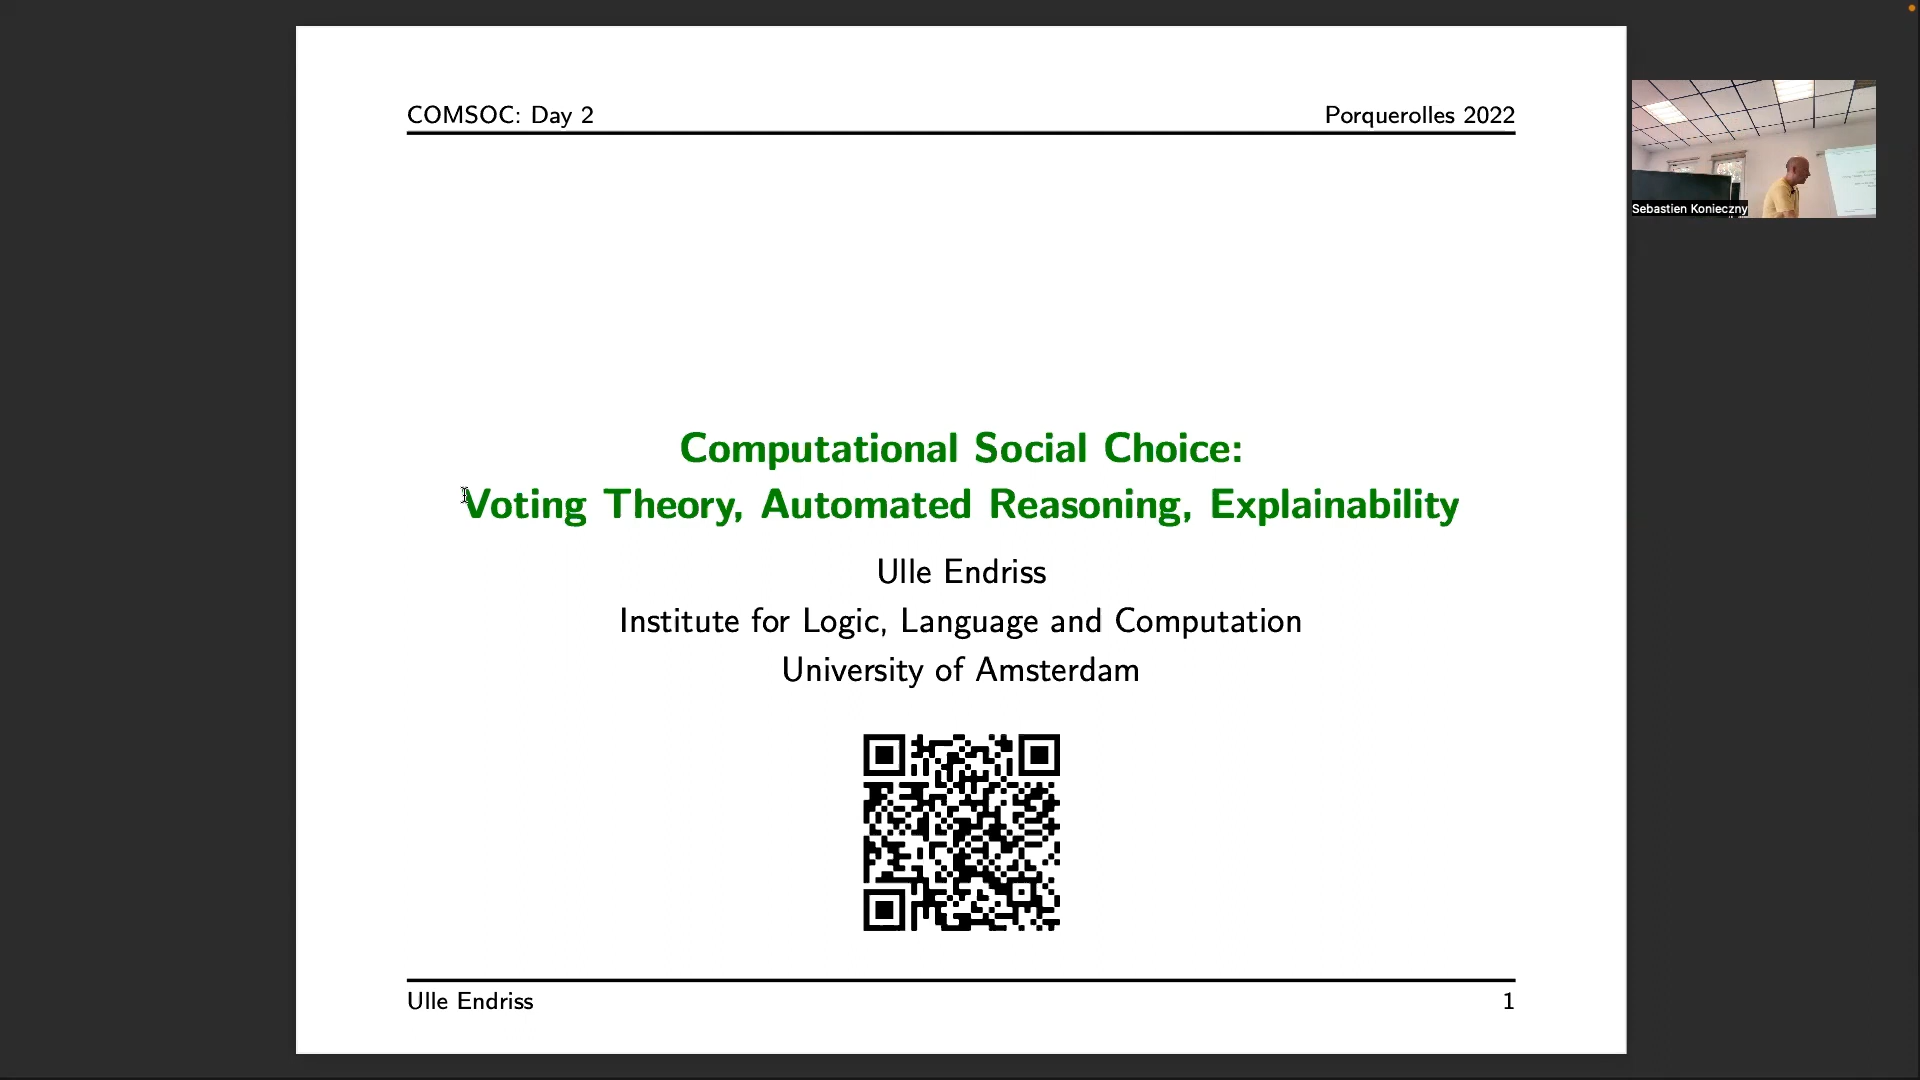 COMSOC: Day 2
Porquerolles 2022
Computational Social Choice:
Voting Theory, Automated Reasoning, Explainability
Ulle Endriss
Institute for Logic, Language and Computation
University of Amsterdam
Ulle Endriss
1
Sebastien Konieczny